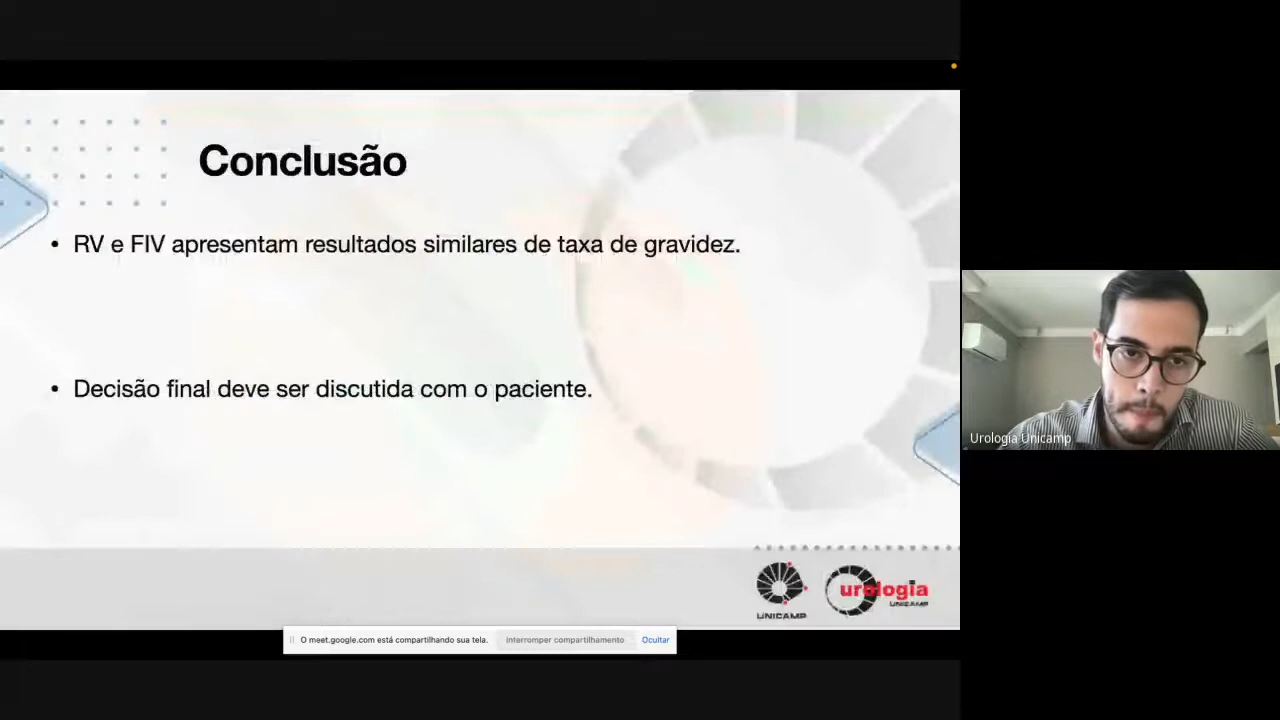 Conclusão
• RV e FIV apresentam resultados similares de taxa de gravidez.
• Decisão final deve ser discutida com o paciente.
Urologia Unicamp
UNICAMP
urologia
UNICAMP
O meet.google.com está compartilhando sua tela.
Interromper compartilhamento
Ocultar